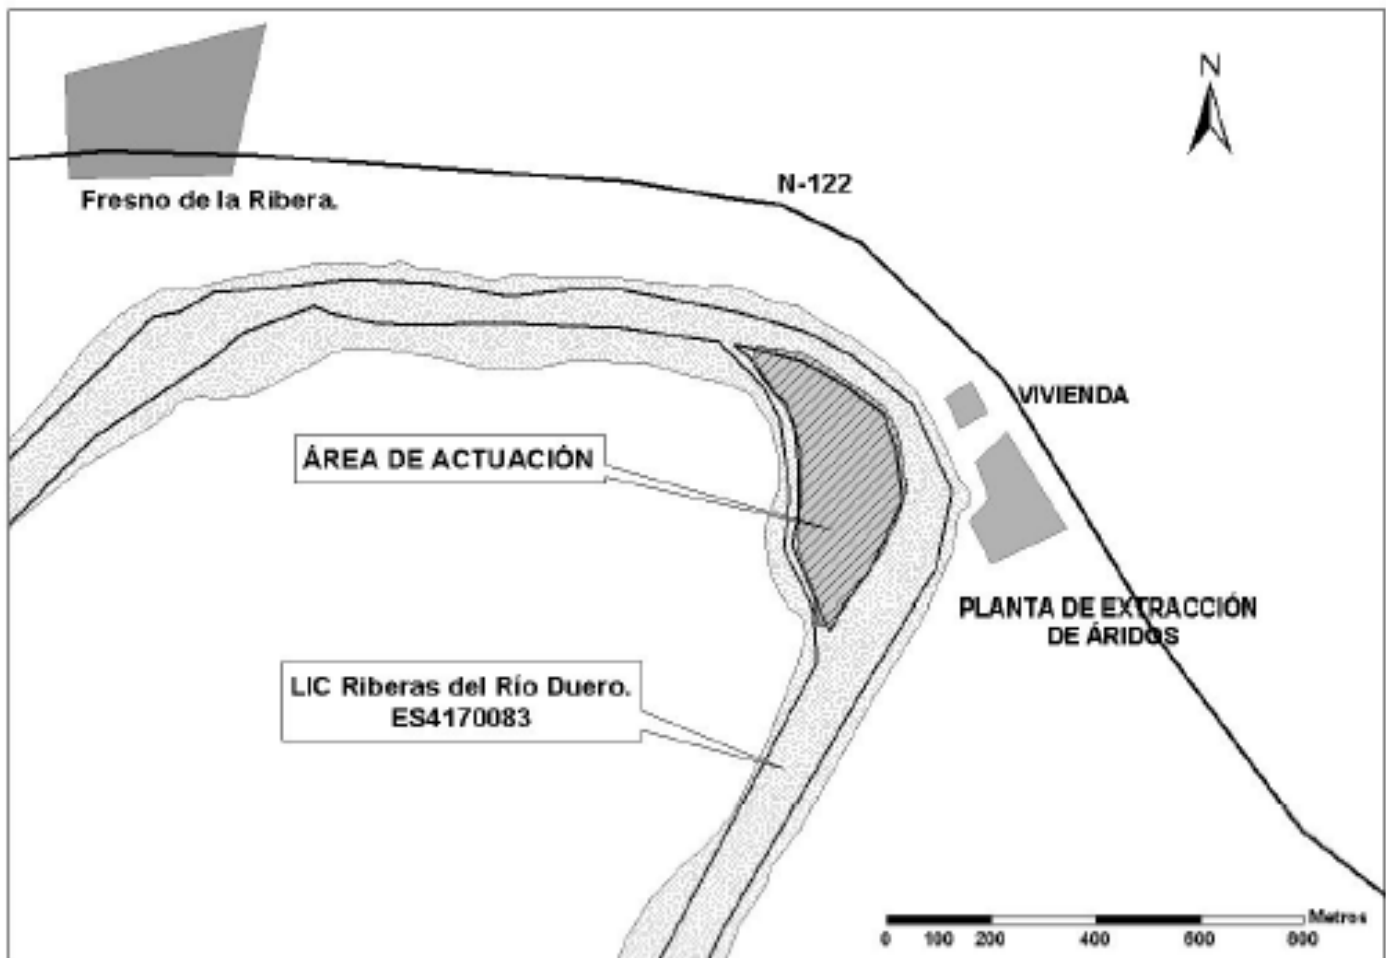 N
N-122
Fresno de la Ribera.
VIVIENDA
ÁREA DE ACTUACIÓN
PLANTA DE EXTRACCIÓN
DE ÁRIDOS
LIC Riberas del Río Duero.
ES4170083
Metros
0 100 200 400 600 800